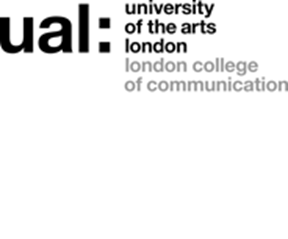 ual:
university
of the arts
london
london college
of communication